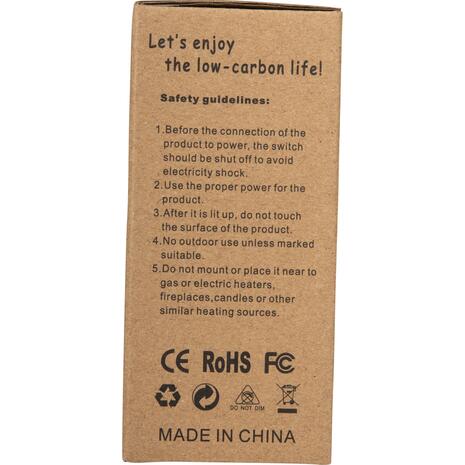 Let's enjoy
the low-carbon life!
Safety guidelines:
1.Before the connection of the
product to power, the switch
should be shut off to avoid
electricity shock.
2.Use the proper power for the
product.
3.After it is lit up, do not touch
the surface of the product.
4.No outdoor use unless marked
suitable.
5.Do not mount or place it near to
gas or electric heaters,
fireplaces,candles or other
similar heating sources.
CE RoHS FC
DO NOT DIM
MADE IN CHINA